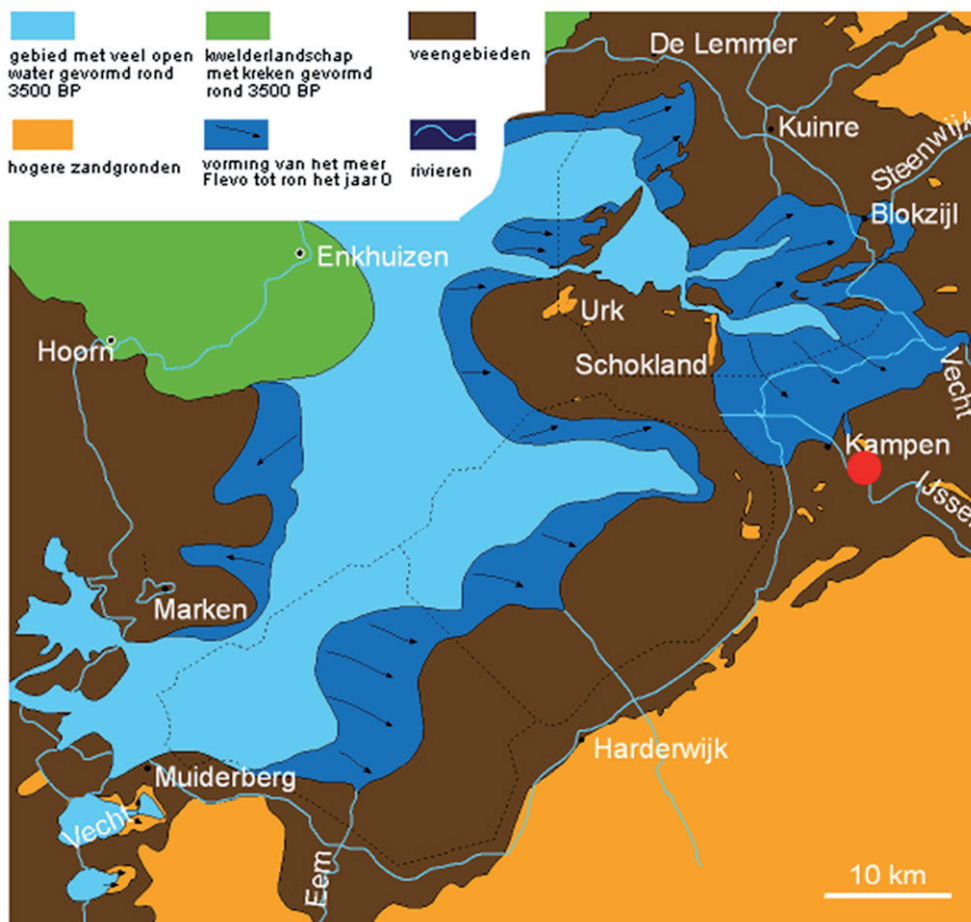 gebied met veel open
water gevormd rond
3500 BP
kwelderlandschap
met kreken gevormd
rond 3500 BP
veengebieden
hogere zandgronden
vorming van het meer
Flevo tot ron het jaar 0
rivieren
De Lemmer
Kuinre
Steenwijk
Blokzijl
Enkhuizen
Urk
Hoorn
Schokland
Vecht
Kampen
IJssel
Marken
Harderwijk
Muiderberg
Vecht
Eem
10 km